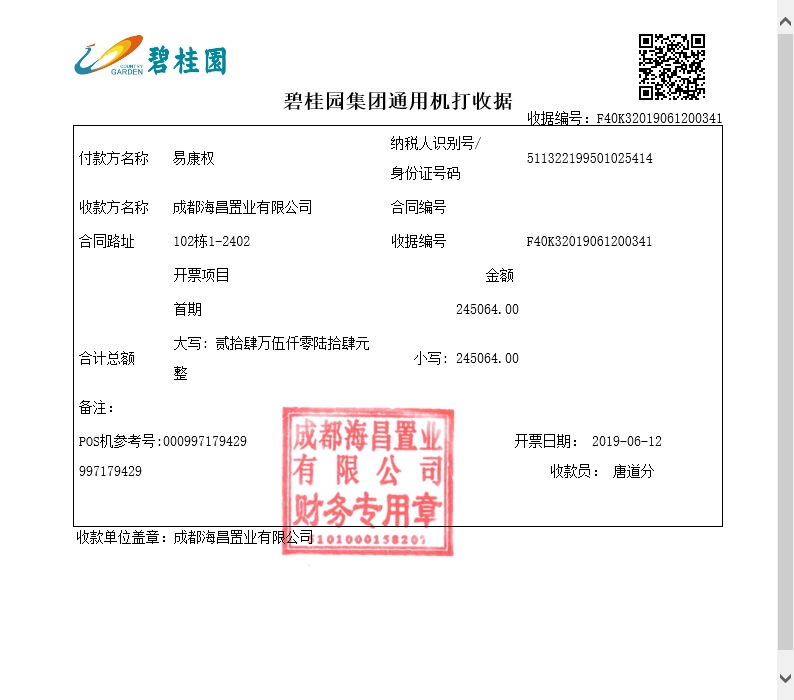 COUNTRY GARDEN 碧桂园
碧桂园集团通用机打收据
收据编号：F40K32019061200341
付款方名称 易康权 纳税人识别号/身份证号码 511322199501025414
收款方名称 成都海昌置业有限公司 合同编号
合同路址 102栋1-2402 收据编号 F40K32019061200341
开票项目 金额
首期 245064.00
合计总额 大写：贰拾肆万伍仟零陆拾肆元整 小写：245064.00
备注：
POS机参考号:000997179429 开票日期： 2019-06-12
997179429 收款员： 唐道分
成都海昌置业
有限公司
财务专用章
收款单位盖章：成都海昌置业有限公司